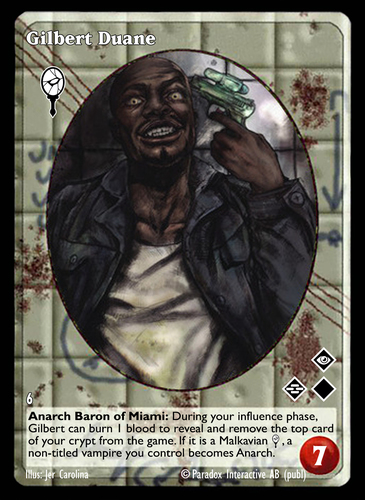 Gilbert Duane
6
Anarch Baron of Miami: During your influence phase,
Gilbert can burn 1 blood to reveal and remove the top card
of your crypt from the game. If it is a Malkavian , a
non-titled vampire you control becomes Anarch.
7
Illus: Jer Carolina
© Paradox Interactive AB (publ)